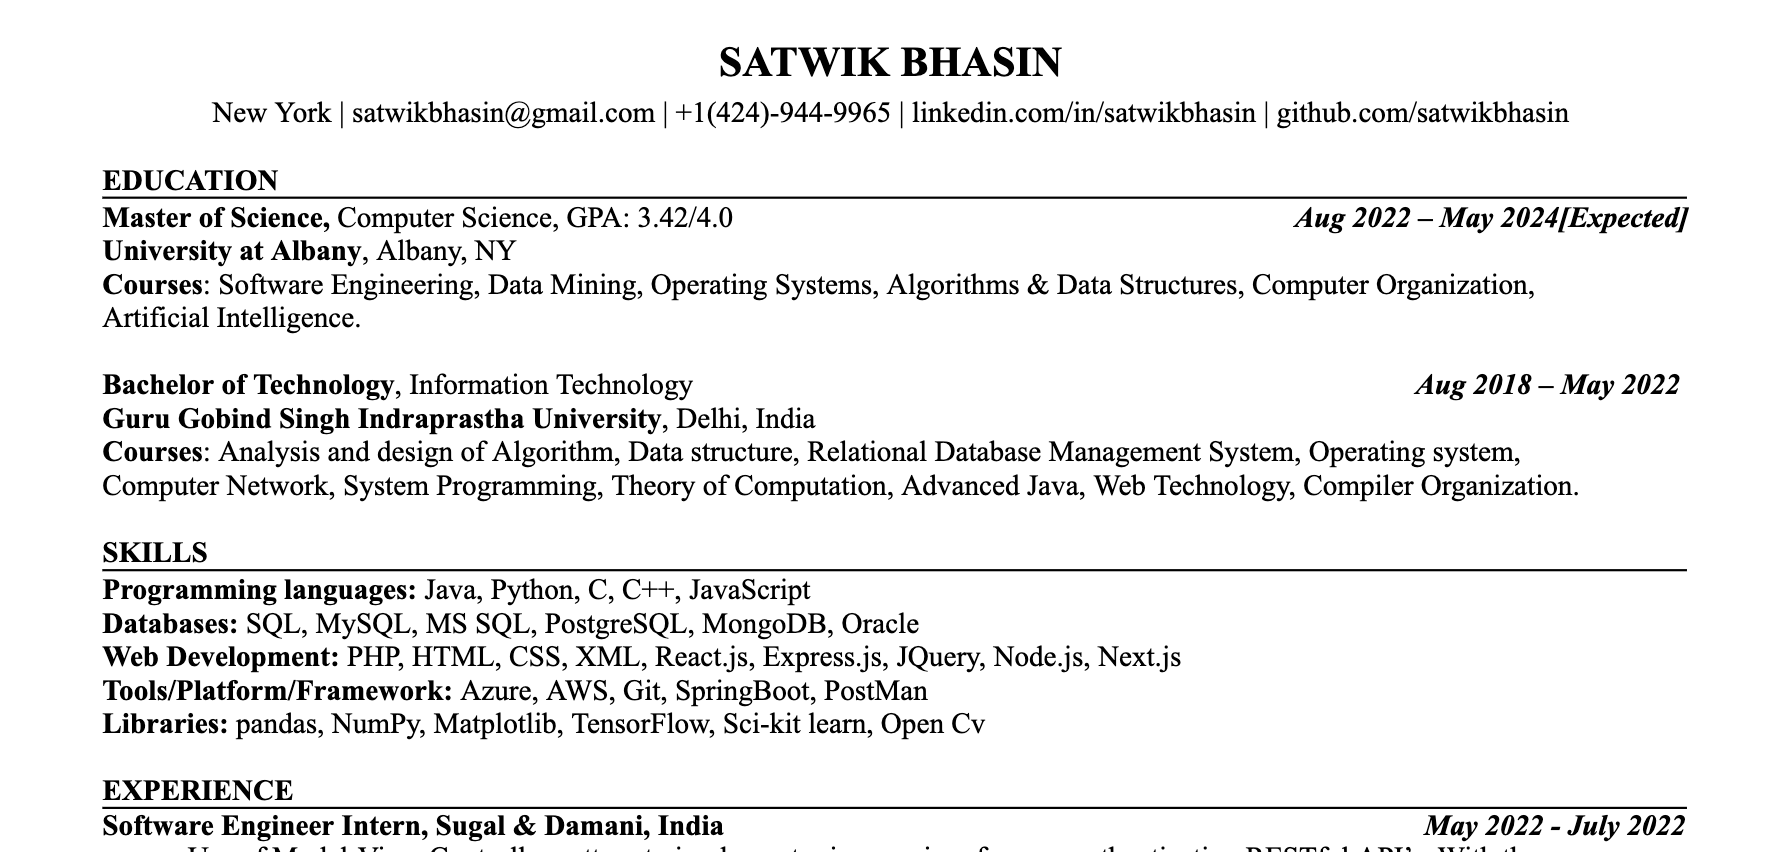 SATWIK BHASIN
New York | satwikbhasin@gmail.com | +1(424)-944-9965 | linkedin.com/in/satwikbhasin | github.com/satwikbhasin
EDUCATION
Master of Science, Computer Science, GPA: 3.42/4.0 Aug 2022 – May 2024[Expected]
University at Albany, Albany, NY
Courses: Software Engineering, Data Mining, Operating Systems, Algorithms & Data Structures, Computer Organization,
Artificial Intelligence.
Bachelor of Technology, Information Technology Aug 2018 – May 2022
Guru Gobind Singh Indraprastha University, Delhi, India
Courses: Analysis and design of Algorithm, Data structure, Relational Database Management System, Operating system,
Computer Network, System Programming, Theory of Computation, Advanced Java, Web Technology, Compiler Organization.
SKILLS
Programming languages: Java, Python, C, C++, JavaScript
Databases: SQL, MySQL, MS SQL, PostgreSQL, MongoDB, Oracle
Web Development: PHP, HTML, CSS, XML, React.js, Express.js, JQuery, Node.js, Next.js
Tools/Platform/Framework: Azure, AWS, Git, SpringBoot, PostMan
Libraries: pandas, NumPy, Matplotlib, TensorFlow, Sci-kit learn, Open Cv
EXPERIENCE
Software Engineer Intern, Sugal & Damani, India May 2022 - July 2022